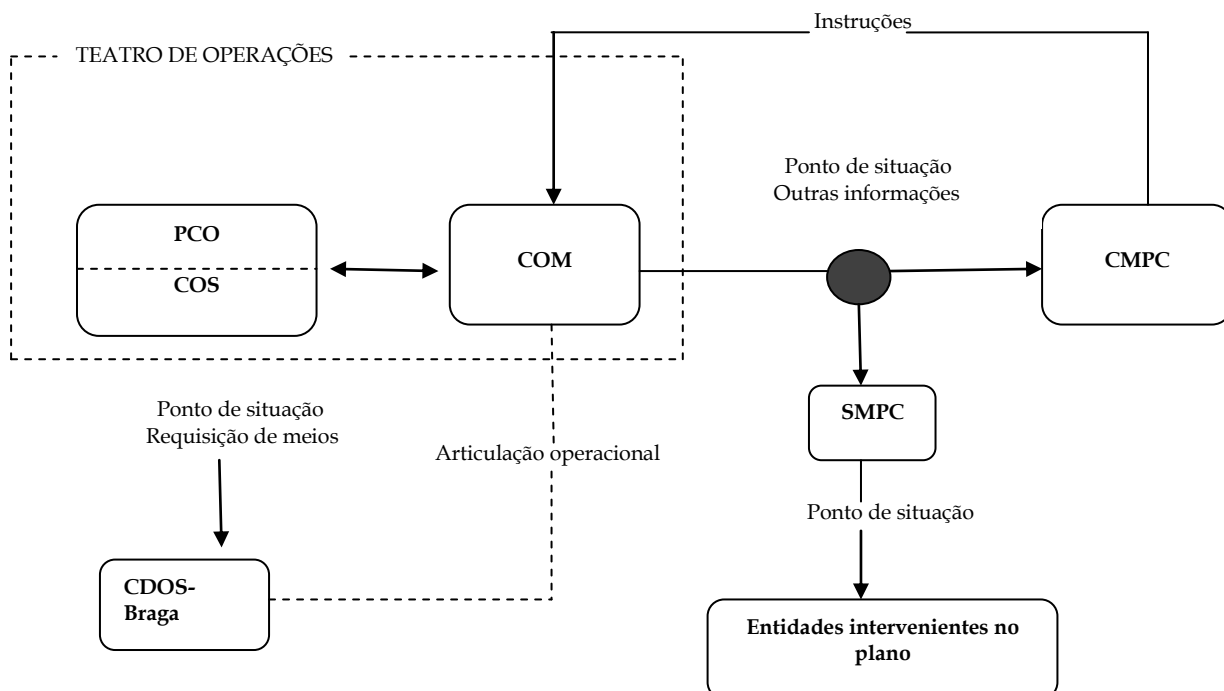 Instruções
TEATRO DE OPERAÇÕES
Ponto de situação
Outras informações
PCO
COS
COM
CMPC
SMPC
Ponto de situação
Requisição de meios
Articulação operacional
Ponto de situação
CDOS-
Braga
Entidades intervenientes no
plano